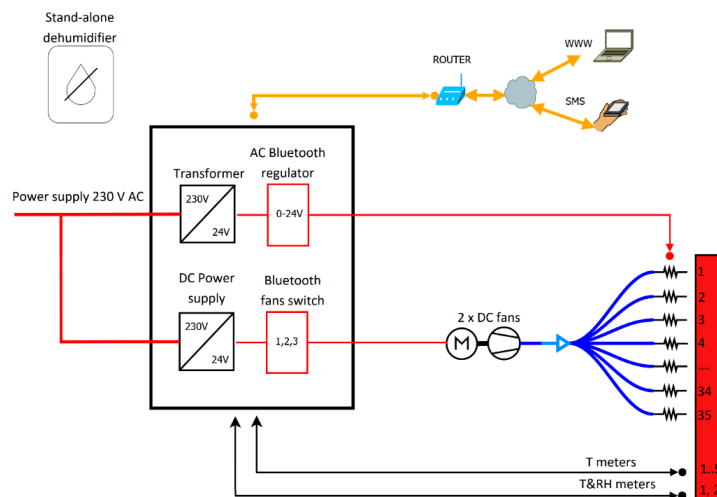 Stand-alone
dehumidifier
WWW
ROUTER
SMS
AC Bluetooth
regulator
Transformer
Power supply 230 V AC
230V
24V
0-24V
DC Power
supply
Bluetooth
fans switch
230V
24V
1,2,3
2 x DC fans
M
1
2
3
4
....
34
35
T meters
T&RH meters